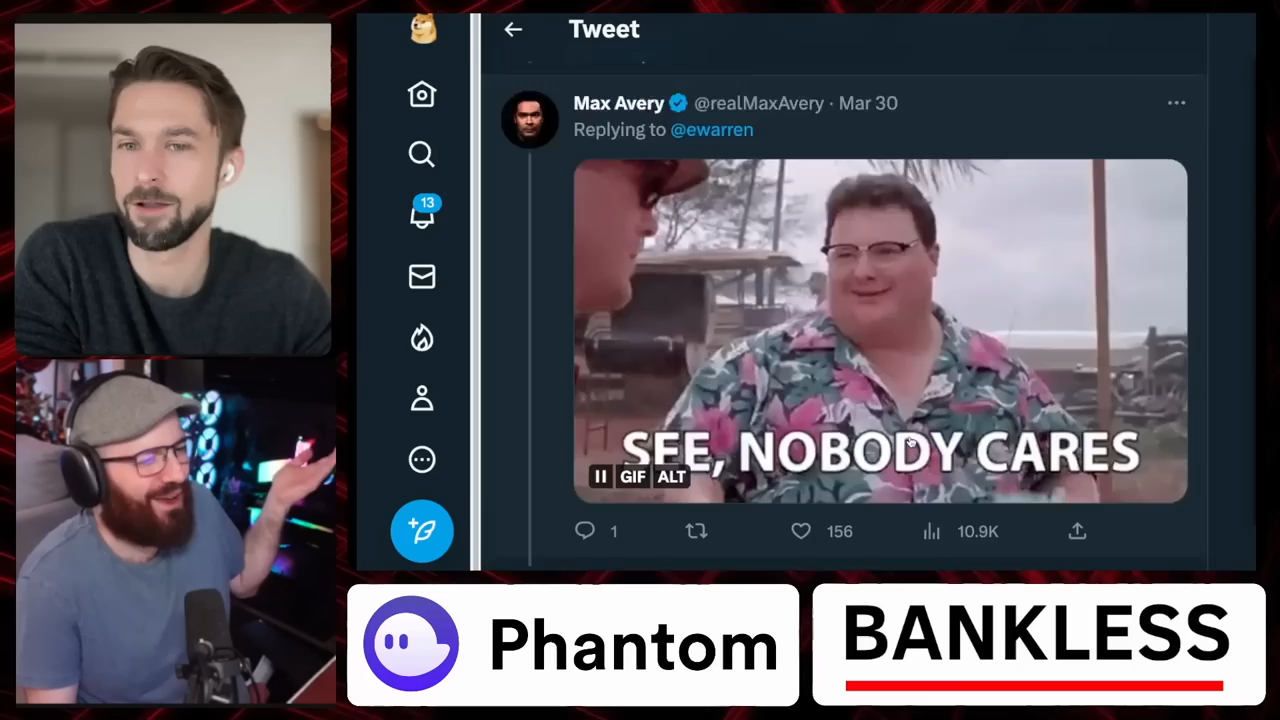 Tweet
Max Avery @realMaxAvery · Mar 30
Replying to @ewarren
13
SEE, NOBODY CARES
GIF ALT
1 156 10.9K
Phantom
BANKLESS